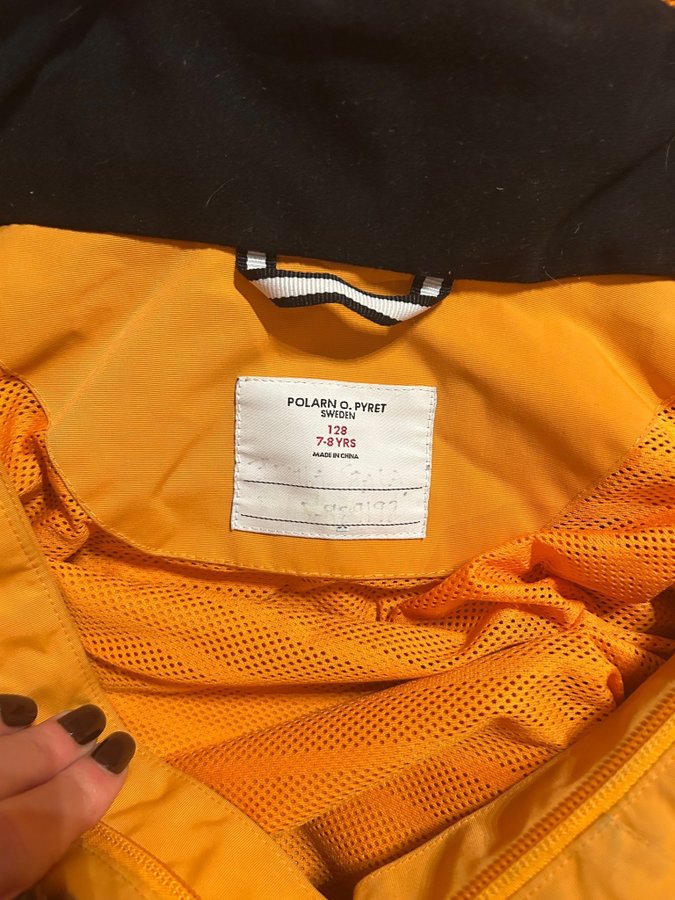 POLARN O. PYRET
SWEDEN
128
7-8 YRS
MADE IN CHINA